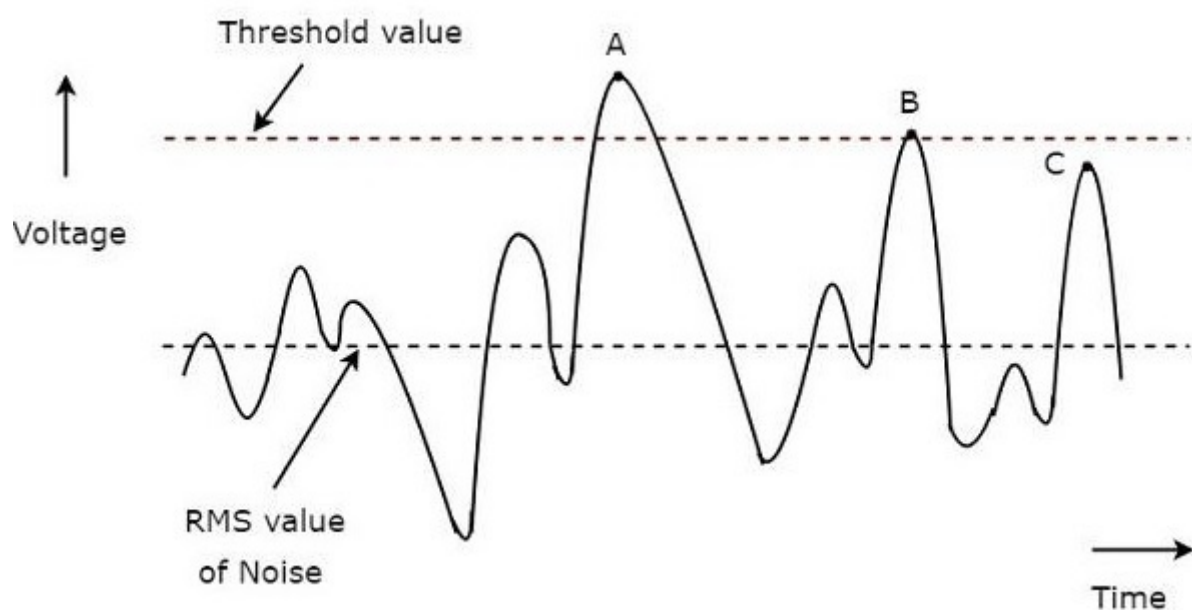 Threshold value
A
B
C
Voltage
RMS value
of Noise
Time